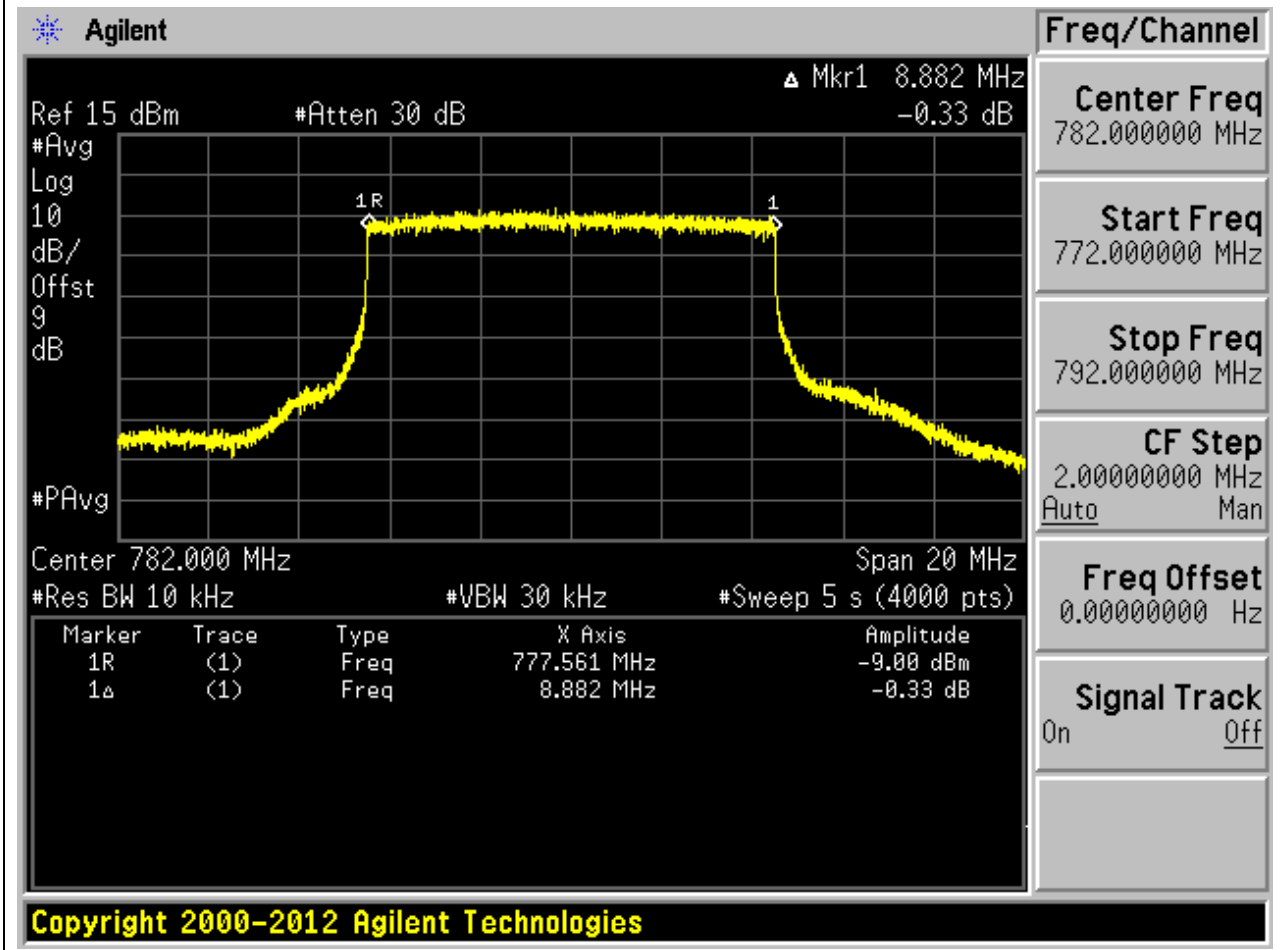 Agilent
Freq/Channel
Δ Mkr1 8.882 MHz
Ref 15 dBm #Atten 30 dB -0.33 dB
#Avg
Log
10
dB/
Offst
9
dB
1R
1
#PAvg
Center 782.000 MHz Span 20 MHz
#Res BW 10 kHz #VBW 30 kHz #Sweep 5 s (4000 pts)
Marker Trace Type X Axis Amplitude
1R (1) Freq 777.561 MHz -9.00 dBm
1Δ (1) Freq 8.882 MHz -0.33 dB
Center Freq
782.000000 MHz
Start Freq
772.000000 MHz
Stop Freq
792.000000 MHz
CF Step
2.00000000 MHz
Auto Man
Freq Offset
0.00000000 Hz
Signal Track
On Off
Copyright 2000-2012 Agilent Technologies